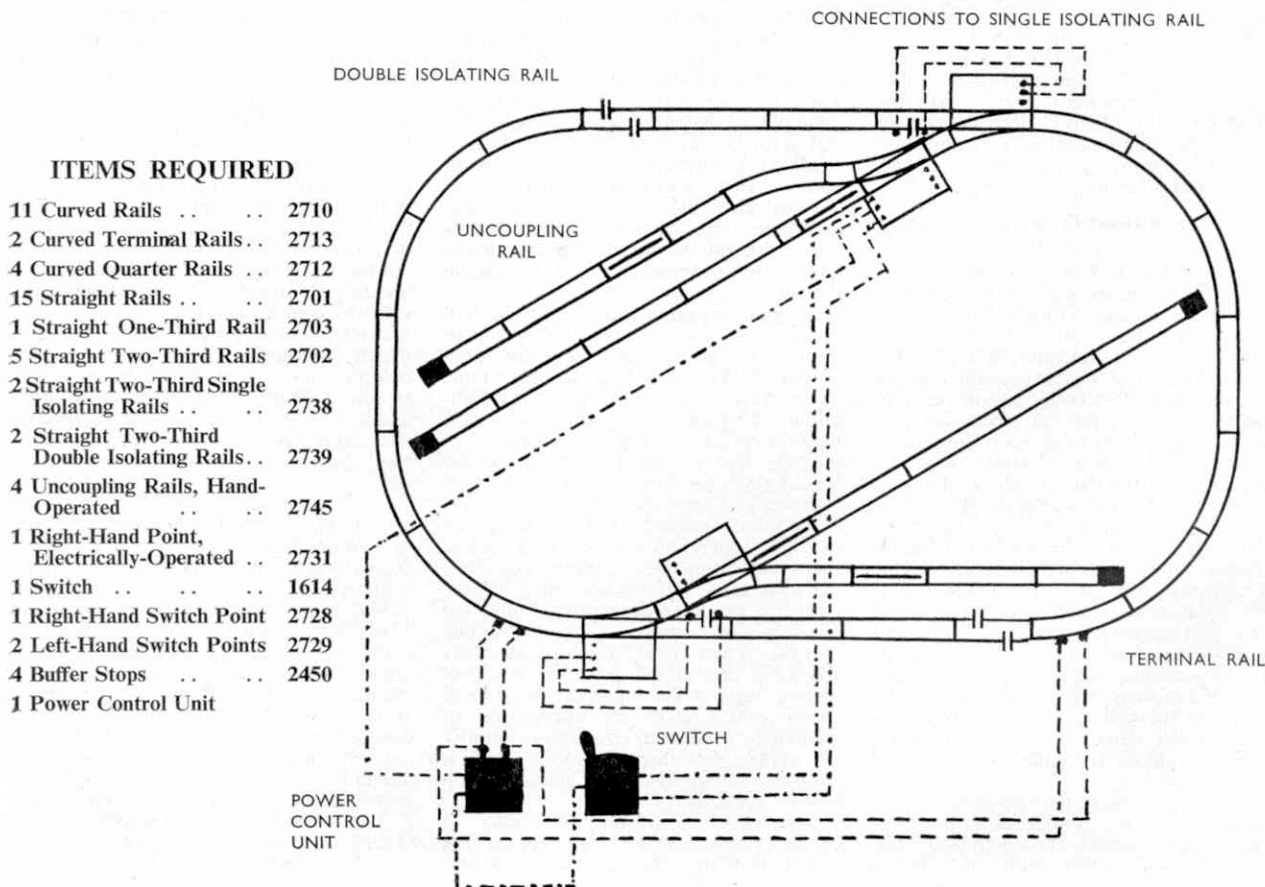 CONNECTIONS TO SINGLE ISOLATING RAIL
DOUBLE ISOLATING RAIL
ITEMS REQUIRED
11 Curved Rails .. .. 2710
2 Curved Terminal Rails .. 2713
4 Curved Quarter Rails .. 2712
15 Straight Rails .. .. 2701
1 Straight One-Third Rail 2703
5 Straight Two-Third Rails 2702
2 Straight Two-Third Single
Isolating Rails .. .. 2738
2 Straight Two-Third
Double Isolating Rails .. 2739
4 Uncoupling Rails, Hand-
Operated .. .. 2745
1 Right-Hand Point,
Electrically-Operated .. 2731
1 Switch .. .. .. 1614
1 Right-Hand Switch Point 2728
2 Left-Hand Switch Points 2729
4 Buffer Stops .. .. 2450
1 Power Control Unit
UNCOUPLING
RAIL
TERMINAL RAIL
SWITCH
POWER
CONTROL
UNIT